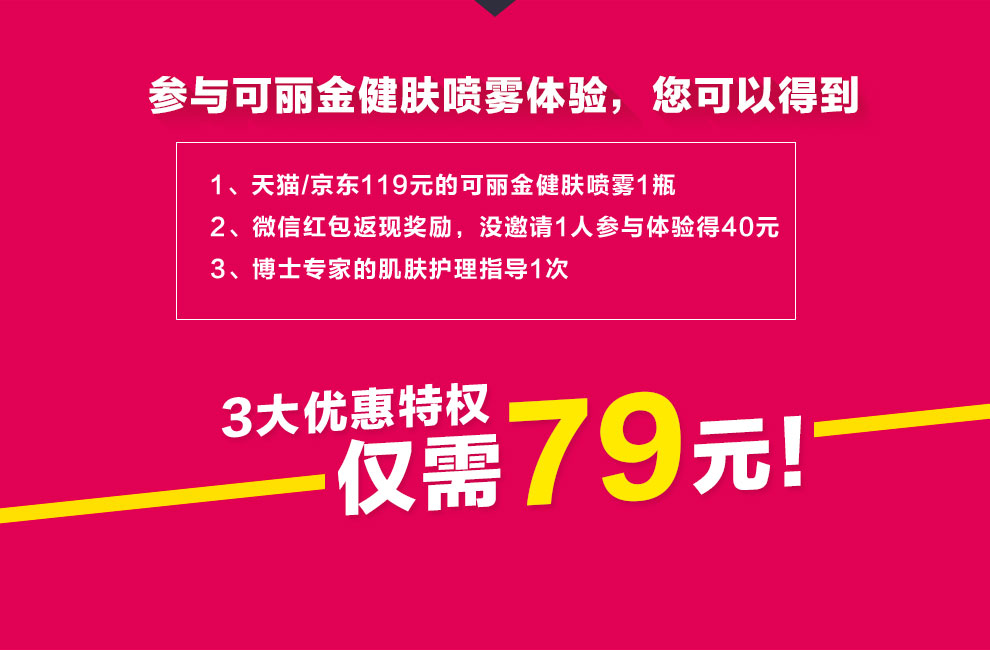 参与可丽金健肤喷雾体验，您可以得到
1、天猫/京东119元的可丽金健肤喷雾1瓶
2、微信红包返现奖励，没邀请1人参与体验得40元
3、博士专家的肌肤护理指导1次
3大优惠特权
仅需79元!